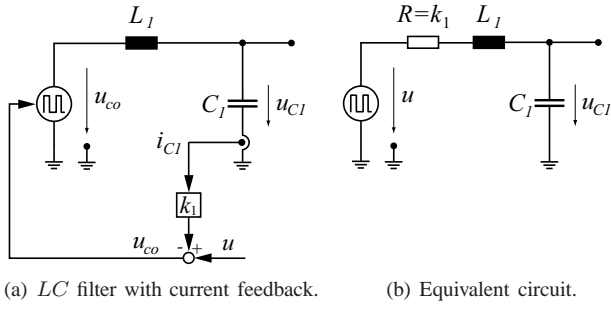 L1
uco
C1
uC1
iC1
k1
uco
- +
u
(a) LC filter with current feedback.
R=k1
L1
u
C1
uC1
(b) Equivalent circuit.